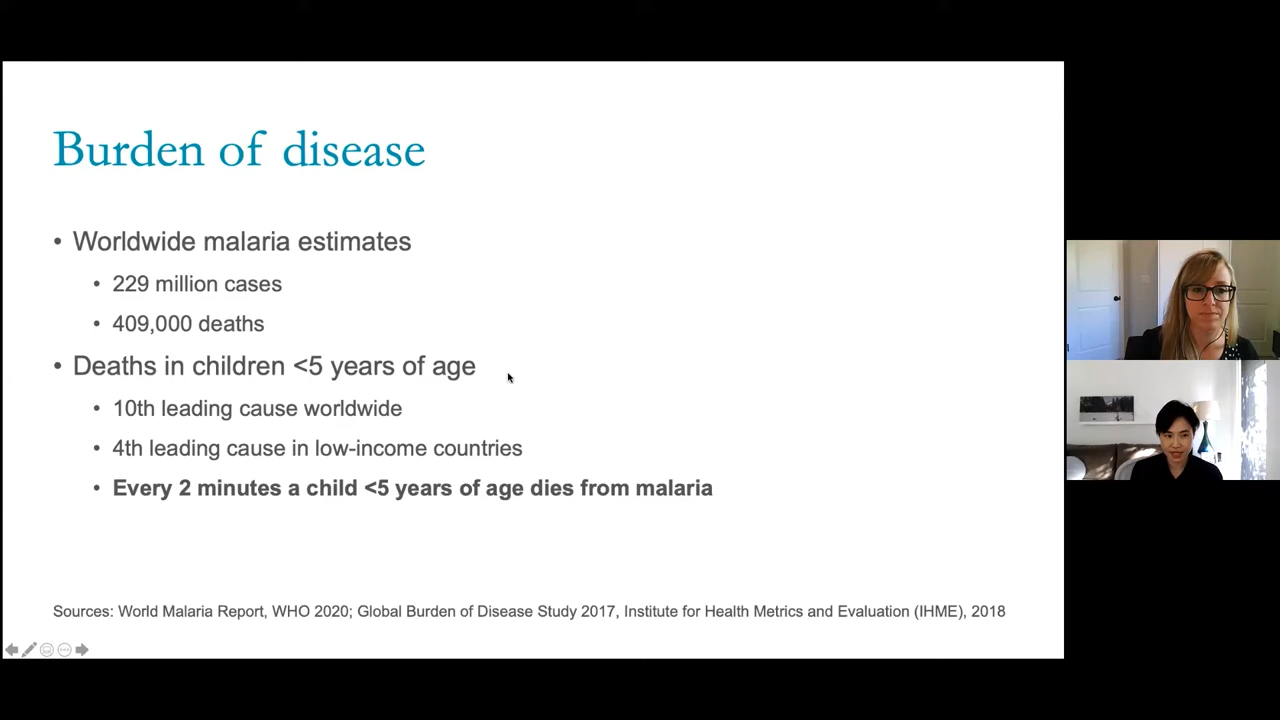 Burden of disease
• Worldwide malaria estimates
• 229 million cases
• 409,000 deaths
• Deaths in children <5 years of age
• 10th leading cause worldwide
• 4th leading cause in low-income countries
• Every 2 minutes a child <5 years of age dies from malaria
Sources: World Malaria Report, WHO 2020; Global Burden of Disease Study 2017, Institute for Health Metrics and Evaluation (IHME), 2018